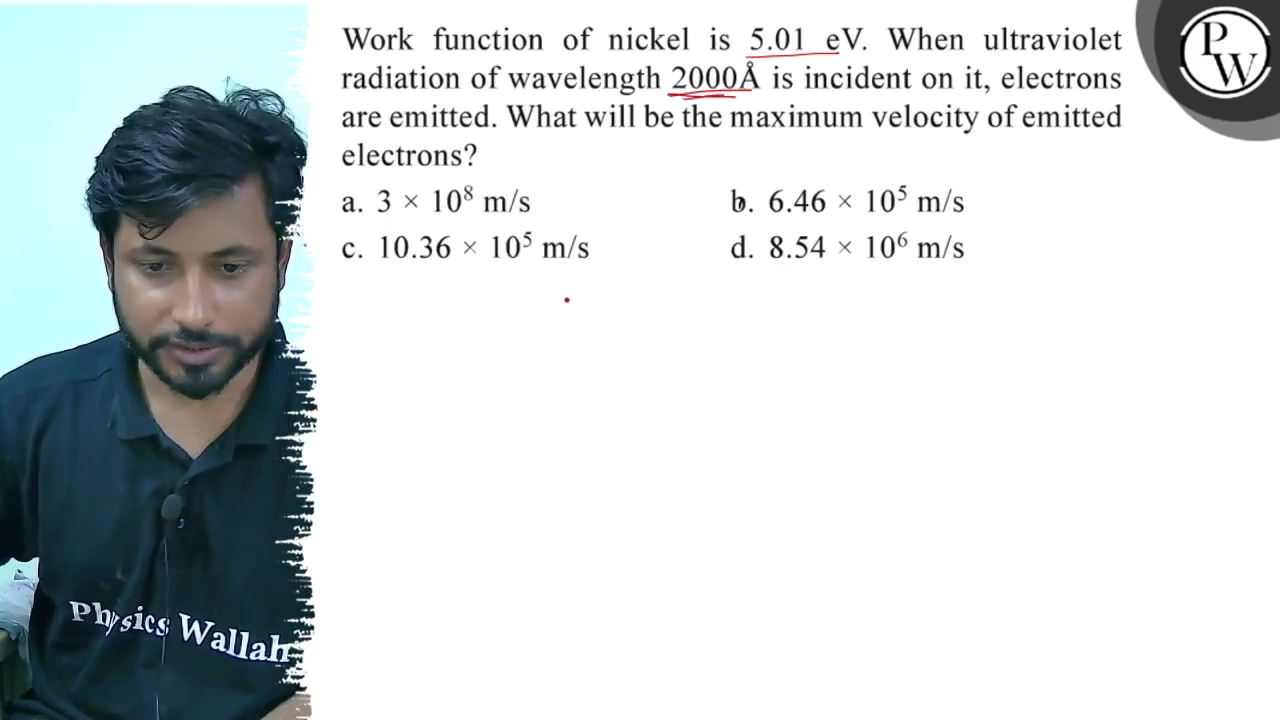 Work function of nickel is 5.01 eV. When ultraviolet
radiation of wavelength 2000Å is incident on it, electrons
are emitted. What will be the maximum velocity of emitted
electrons?
a. 3 × 10⁸ m/s
b. 6.46 × 10⁵ m/s
c. 10.36 × 10⁵ m/s
d. 8.54 × 10⁶ m/s
PW
Physics Wallah